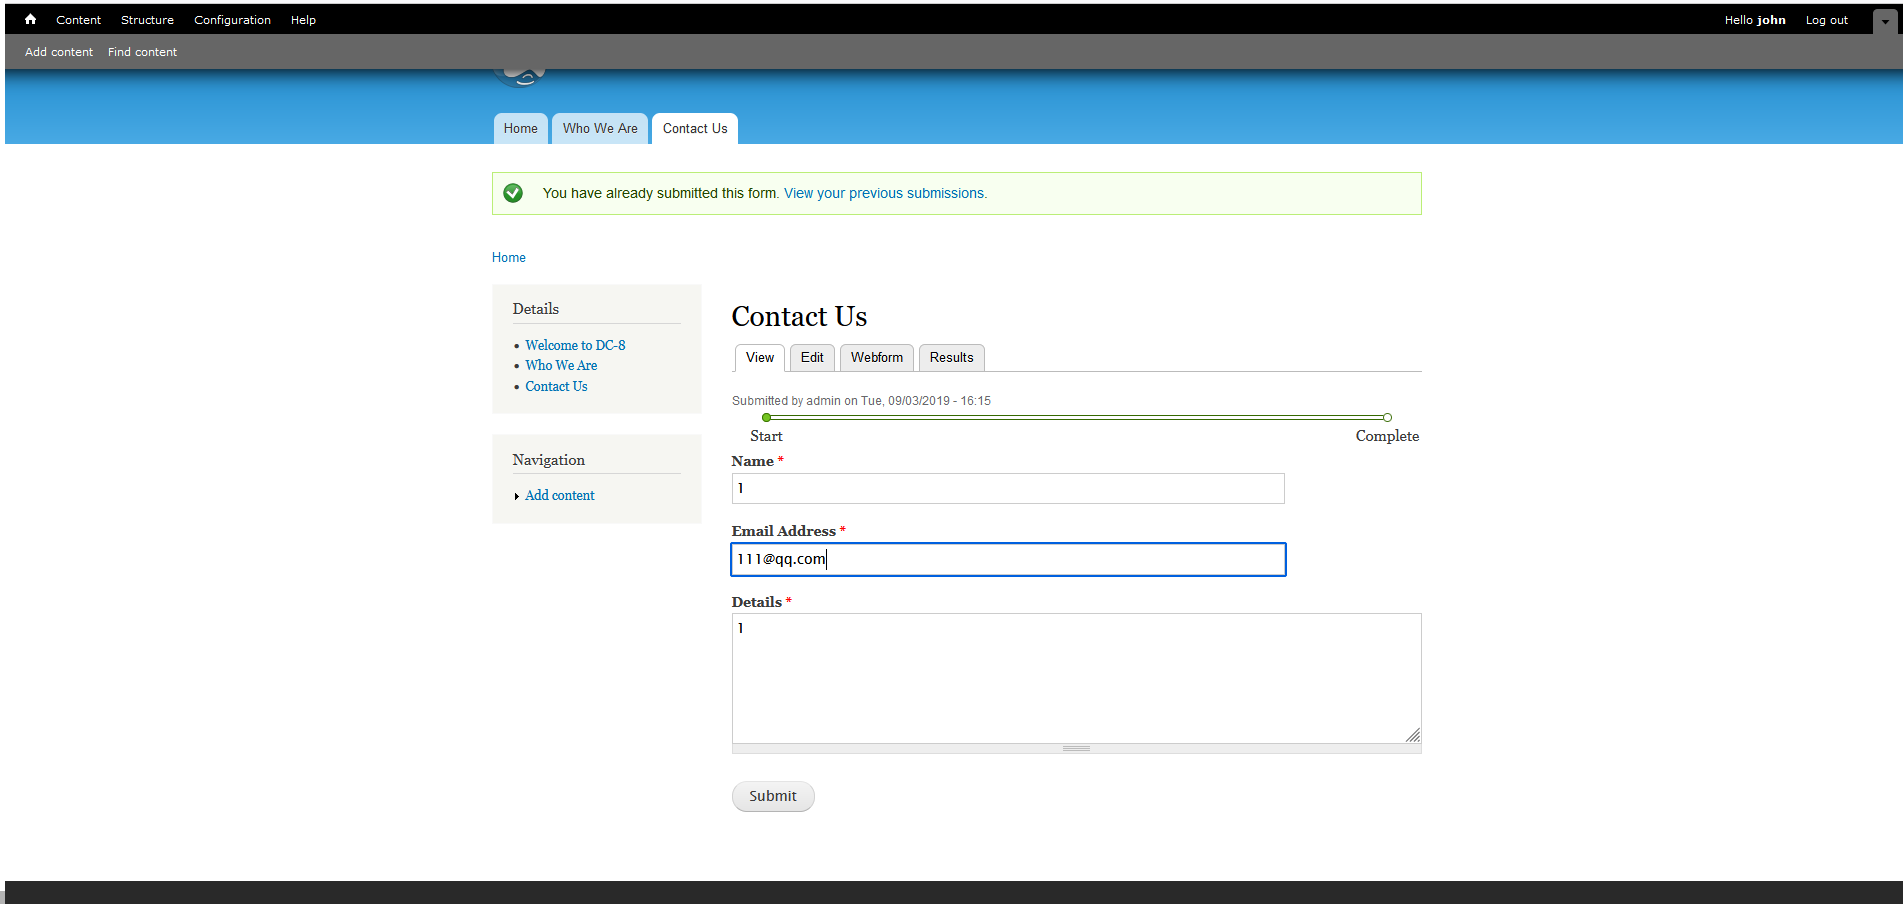 Content Structure Configuration Help Hello john Log out
Add content Find content
Home Who We Are Contact Us
You have already submitted this form. View your previous submissions.
Home
Details
Welcome to DC-8
Who We Are
Contact Us
Navigation
Add content
Contact Us
View Edit Webform Results
Submitted by admin on Tue, 09/03/2019 - 16:15
Start Complete
Name *
1
Email Address *
111@qq.com
Details *
1
Submit